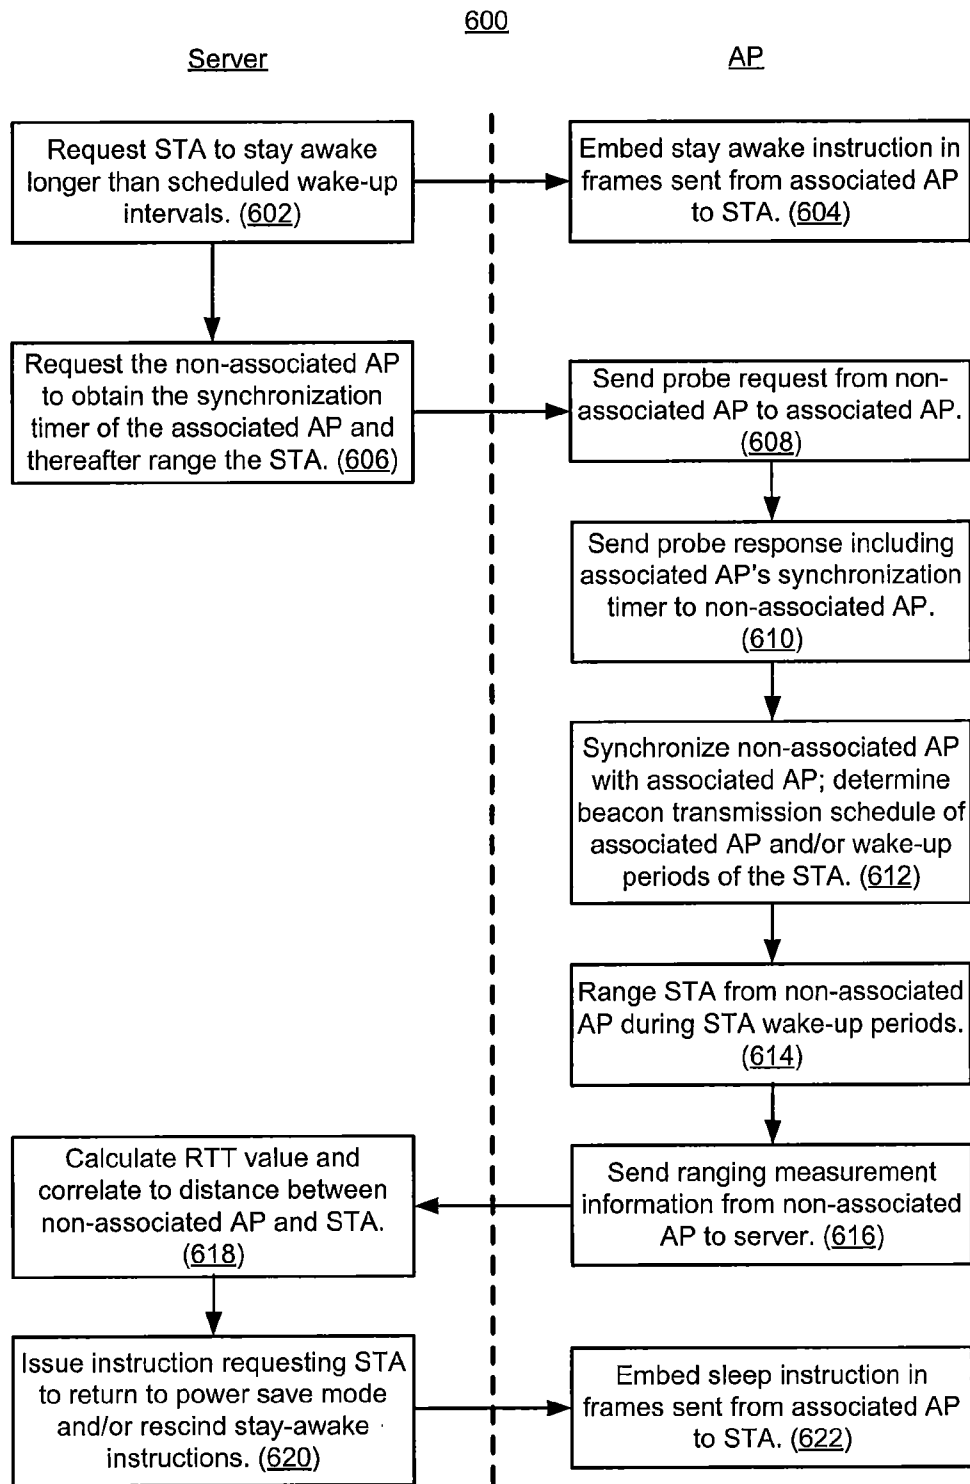 600
Server
AP
Request STA to stay awake
longer than scheduled wake-up
intervals. (602)
Embed stay awake instruction in
frames sent from associated AP
to STA. (604)
Request the non-associated AP
to obtain the synchronization
timer of the associated AP and
thereafter range the STA. (606)
Send probe request from non-
associated AP to associated AP.
(608)
Send probe response including
associated AP's synchronization
timer to non-associated AP.
(610)
Synchronize non-associated AP
with associated AP; determine
beacon transmission schedule of
associated AP and/or wake-up
periods of the STA. (612)
Range STA from non-associated
AP during STA wake-up periods.
(614)
Calculate RTT value and
correlate to distance between
non-associated AP and STA.
(618)
Send ranging measurement
information from non-associated
AP to server. (616)
Issue instruction requesting STA
to return to power save mode
and/or rescind stay-awake
instructions. (620)
Embed sleep instruction in
frames sent from associated AP
to STA. (622)